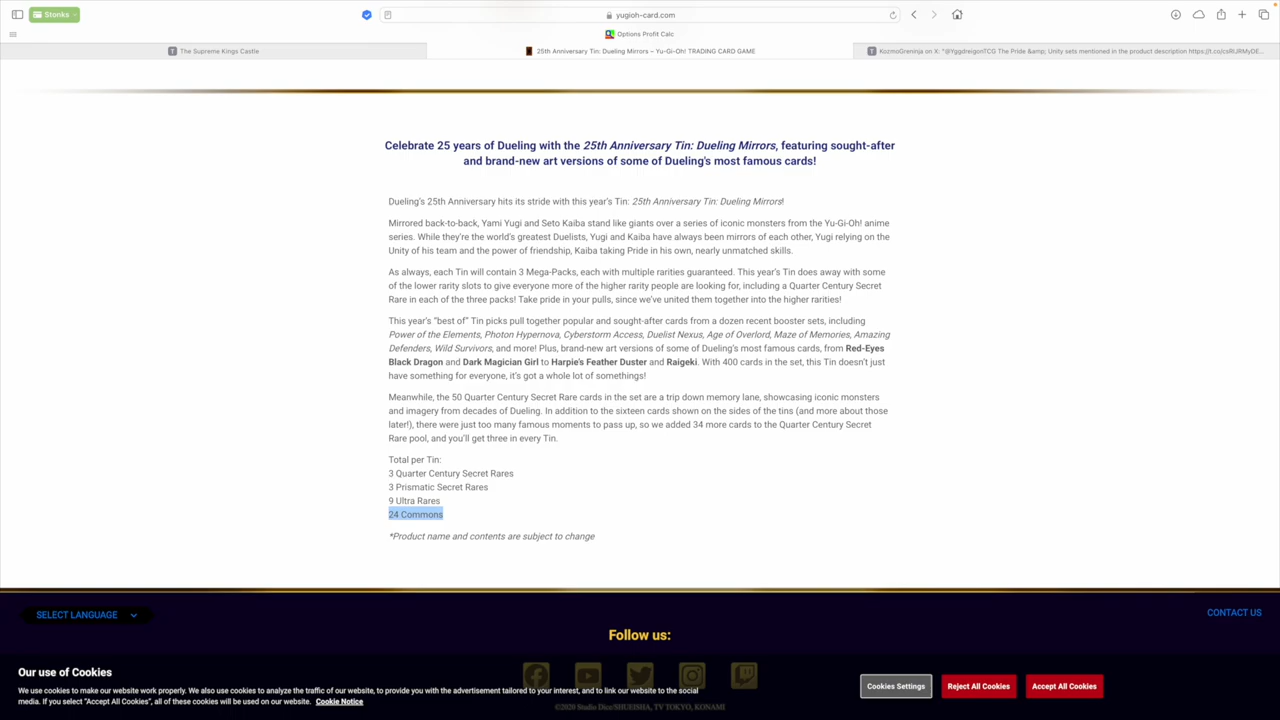 Stonks
yugioh-card.com
Options Profit Calc
The Supreme Kings Castle
25th Anniversary Tin: Dueling Mirrors – Yu-Gi-Oh! TRADING CARD GAME
KozmoGreninja on X: "@YggdreigonTCG The Pride &amp; Unity sets mentioned in the product description
Celebrate 25 years of Dueling with the 25th Anniversary Tin: Dueling Mirrors, featuring sought-after
and brand-new art versions of some of Dueling's most famous cards!
Dueling's 25th Anniversary hits its stride with this year's Tin: 25th Anniversary Tin: Dueling Mirrors!
Mirrored back-to-back, Yami Yugi and Seto Kaiba stand like giants over a series of iconic monsters from the Yu-Gi-Oh! anime
series. While they're the world's greatest Duelists, Yugi and Kaiba have always been mirrors of each other, Yugi relying on the
Unity of his team and the power of friendship, Kaiba taking Pride in his own, nearly unmatched skills.
As always, each Tin will contain 3 Mega-Packs, each with multiple rarities guaranteed. This year's Tin does away with some
of the lower rarity slots to give everyone more of the higher rarity people are looking for, including a Quarter Century Secret
Rare in each of the three packs! Take pride in your pulls, since we've united them together into the higher rarities!
This year's "best of" Tin picks pull together popular and sought-after cards from a dozen recent booster sets, including
Power of the Elements, Photon Hypernova, Cyberstorm Access, Duelist Nexus, Age of Overlord, Maze of Memories, Amazing
Defenders, Wild Survivors, and more! Plus, brand-new art versions of some of Dueling's most famous cards, from Red-Eyes
Black Dragon and Dark Magician Girl to Harpie's Feather Duster and Raigeki. With 400 cards in the set, this Tin doesn't just
have something for everyone, it's got a whole lot of somethings!
Meanwhile, the 50 Quarter Century Secret Rare cards in the set are a trip down memory lane, showcasing iconic monsters
and imagery from decades of Dueling. In addition to the sixteen cards shown on the sides of the tins (and more about those
later!), there were just too many famous moments to pass up, so we added 34 more cards to the Quarter Century Secret
Rare pool, and you'll get three in every Tin.
Total per Tin:
3 Quarter Century Secret Rares
3 Prismatic Secret Rares
9 Ultra Rares
24 Commons
*Product name and contents are subject to change
SELECT LANGUAGE
CONTACT US
Follow us:
Our use of Cookies
We use cookies to make our website work properly. We also use cookies to analyze the traffic of our website, to provide you with the advertisement tailored to your interest, and to link our website to the social
media. If you select "Accept All Cookies", all of these cookies will be used on our website. Cookie Notice
Cookies Settings
Reject All Cookies
Accept All Cookies
©2020 Studio Dice/SHUEISHA, TV TOKYO, KONAMI